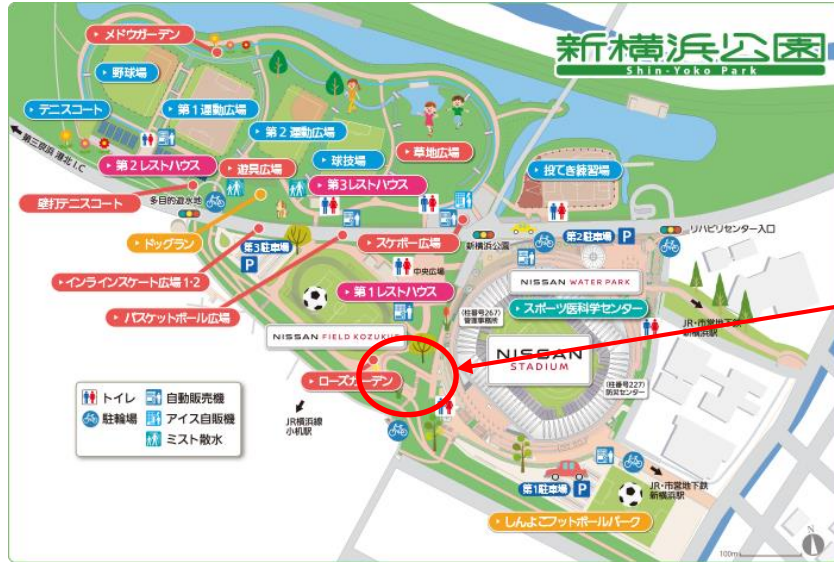 新横浜公園
Shin-Yoko Park
メドウガーデン
野球場
テニスコート
第1運動広場
第三京浜 港北 I.C
第2運動広場
草地広場
第2レストハウス
遊具広場
球技場
投てき練習場
第3レストハウス
壁打テニスコート
多目的遊水地
ドッグラン
第3駐車場
P
スケボー広場
新横浜公園
第2駐車場 P
リハビリセンター入口
インラインスケート広場1・2
中央広場
NISSAN WATER PARK
第1レストハウス
スポーツ医科学センター
バスケットボール広場
(柱番号267)
管理事務所
JR・市営地下鉄
新横浜駅
NISSAN FIELD KOZUKUE
NISSAN
STADIUM
ローズガーデン
(柱番号227)
防災センター
トイレ
自動販売機
駐輪場
アイス自販機
ミスト散水
JR横浜線
小机駅
第1駐車場 P
JR・市営地下鉄
新横浜駅
しんよこフットボールパーク
100m
N